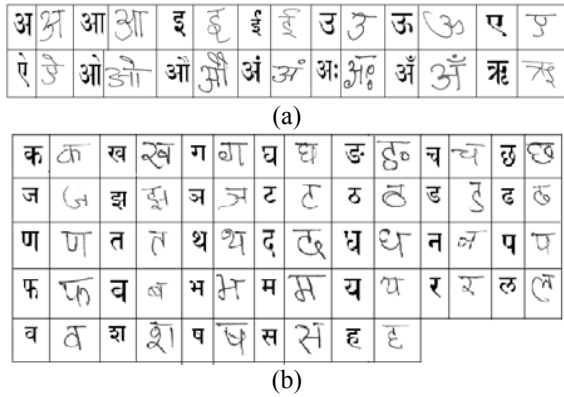 अ अ आ आ इ इ ई ई उ उ ऊ ऊ ए ए
ऐ ऐ ओ ओ औ औ अं अं अः अः अँ अँ ऋ ऋ
(a)
क क ख ख ग ग घ घ ङ ङ च च छ छ
ज ज झ झ ञ ञ ट ट ठ ठ ड ड ढ ढ
ण ण त त थ थ द द ध ध न न प प
फ फ ब ब भ भ म म य य र र ल ल
व व श श ष ष स स ह ह
(b)